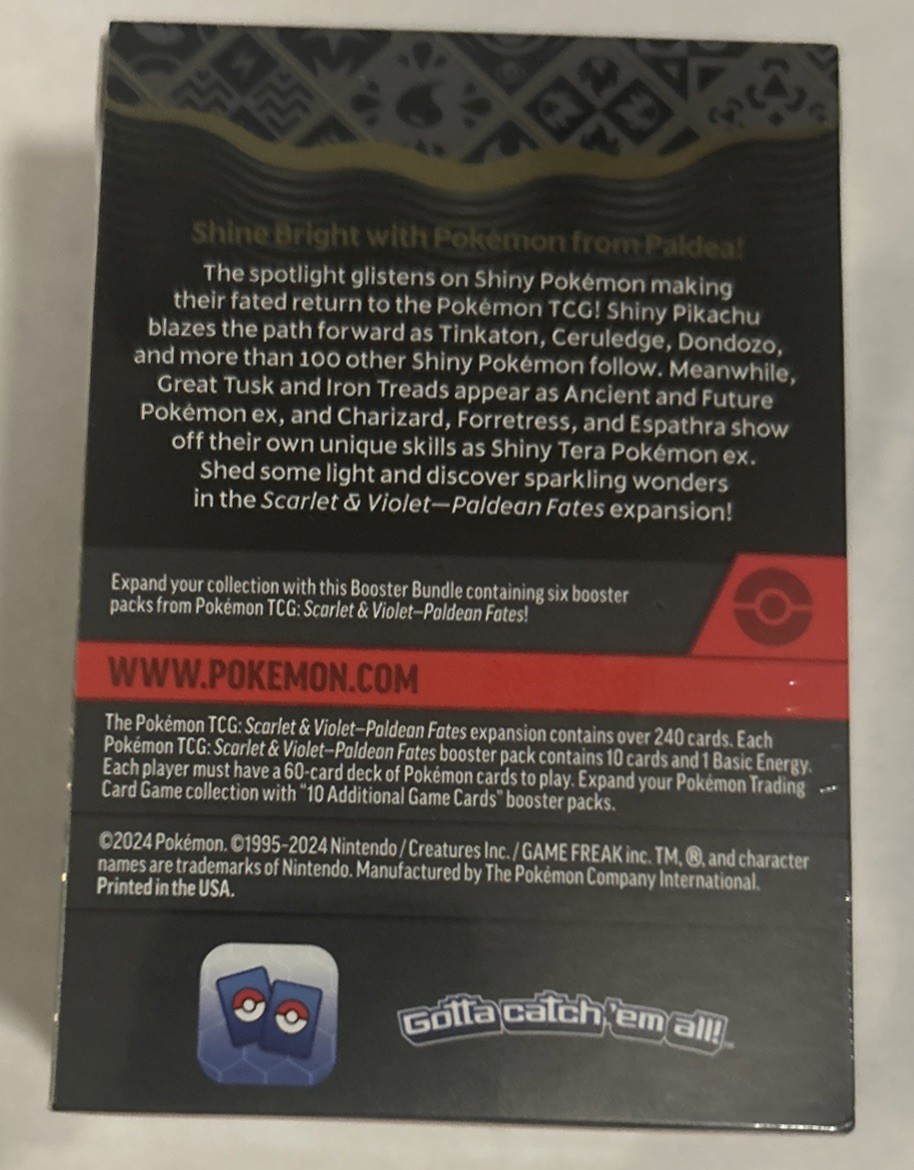 Shine Bright with Pokémon from Paldea!
The spotlight glistens on Shiny Pokémon making
their fated return to the Pokémon TCG! Shiny Pikachu
blazes the path forward as Tinkaton, Ceruledge, Dondozo,
and more than 100 other Shiny Pokémon follow. Meanwhile,
Great Tusk and Iron Treads appear as Ancient and Future
Pokémon ex, and Charizard, Forretress, and Espathra show
off their own unique skills as Shiny Tera Pokémon ex.
Shed some light and discover sparkling wonders
in the Scarlet & Violet—Paldean Fates expansion!
Expand your collection with this Booster Bundle containing six booster
packs from Pokémon TCG: Scarlet & Violet—Paldean Fates!
WWW.POKEMON.COM
The Pokémon TCG: Scarlet & Violet—Paldean Fates expansion contains over 240 cards. Each
Pokémon TCG: Scarlet & Violet—Paldean Fates booster pack contains 10 cards and 1 Basic Energy.
Each player must have a 60-card deck of Pokémon cards to play. Expand your Pokémon Trading
Card Game collection with "10 Additional Game Cards" booster packs.
©2024 Pokémon. ©1995–2024 Nintendo / Creatures Inc. / GAME FREAK inc. TM, ®, and character
names are trademarks of Nintendo. Manufactured by The Pokémon Company International.
Printed in the USA.
Gotta catch 'em all!™